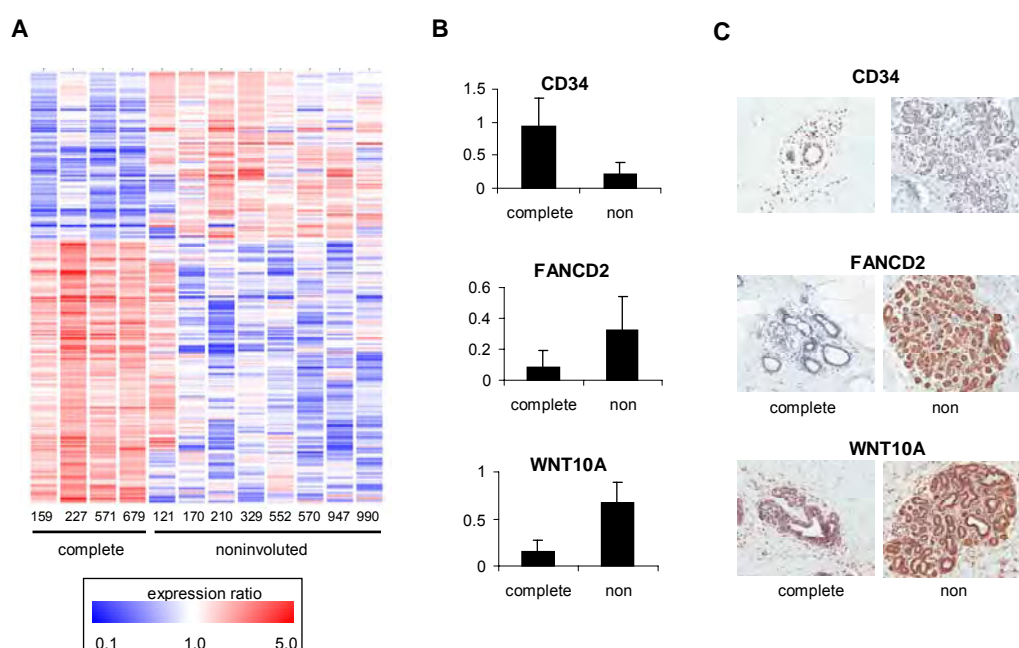 A
159 227 571 679 121 170 210 329 552 570 947 990
complete noninvoluted
expression ratio
0.1 1.0 5.0
B
CD34
1.5
1
0.5
0
complete non
FANCD2
0.6
0.4
0.2
0
complete non
WNT10A
1
0.5
0
complete non
C
CD34
FANCD2
complete non
WNT10A
complete non